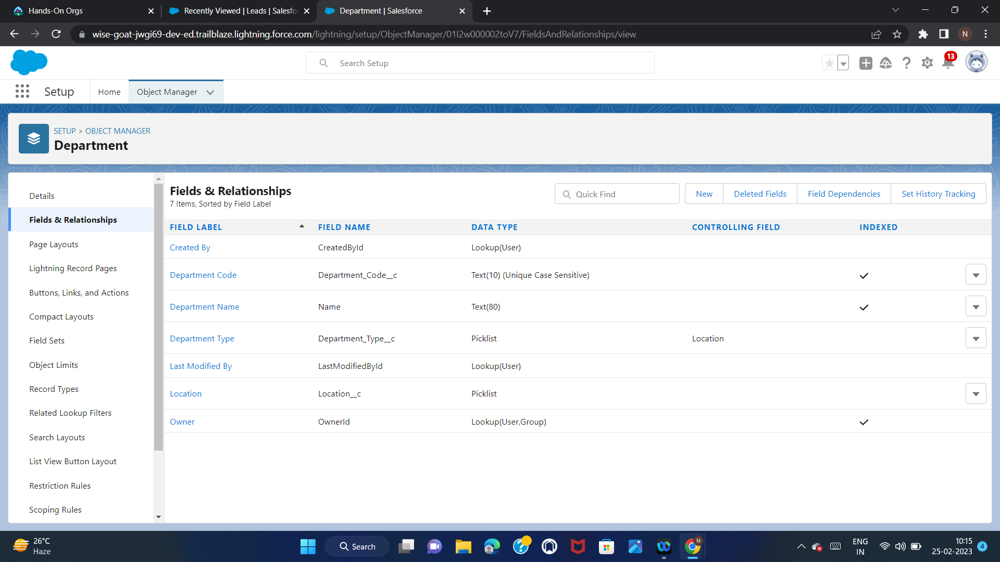 Hands-On Orgs
Recently Viewed | Leads | Salesfo
Department | Salesforce
wise-goat-jwgi69-dev-ed.trailblaze.lightning.force.com/lightning/setup/ObjectManager/01I2w000002toV7/FieldsAndRelationships/view
N
Search Setup
13
Setup
Home
Object Manager
SETUP > OBJECT MANAGER
Department
Details
Fields & Relationships
Page Layouts
Lightning Record Pages
Buttons, Links, and Actions
Compact Layouts
Field Sets
Object Limits
Record Types
Related Lookup Filters
Search Layouts
List View Button Layout
Restriction Rules
Scoping Rules
Fields & Relationships
7 Items, Sorted by Field Label
Quick Find
New
Deleted Fields
Field Dependencies
Set History Tracking
FIELD LABEL FIELD NAME DATA TYPE CONTROLLING FIELD INDEXED
Created By CreatedById Lookup(User)
Department Code Department_Code__c Text(10) (Unique Case Sensitive)
Department Name Name Text(80)
Department Type Department_Type__c Picklist Location
Last Modified By LastModifiedById Lookup(User)
Location Location__c Picklist
Owner OwnerId Lookup(User,Group)
26°C
Haze
Search
N
ENG
IN
10:15
25-02-2023
4